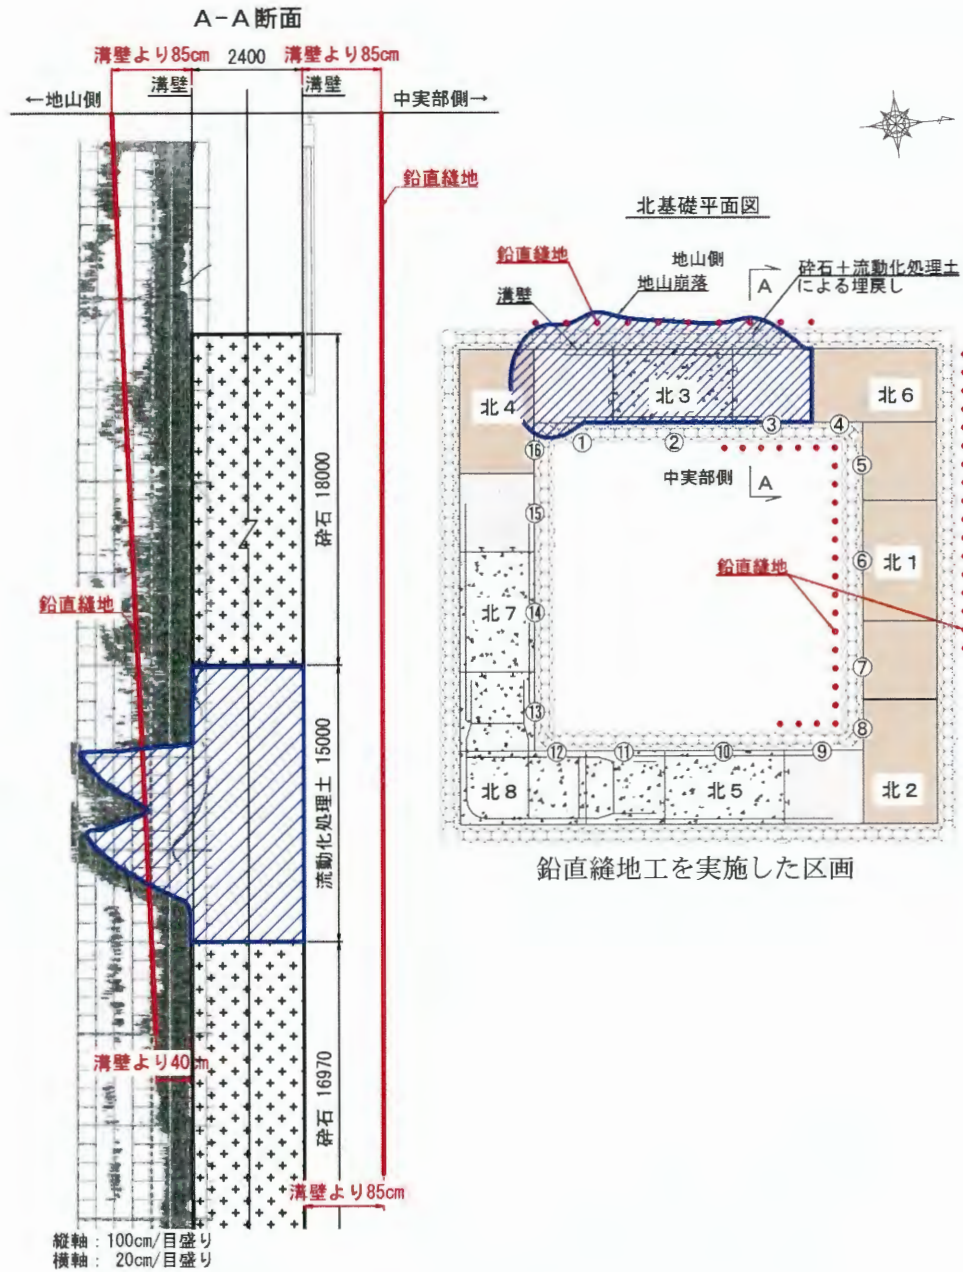 A-A断面
溝壁より85cm
2400
溝壁より85cm
溝壁
溝壁
←地山側
中実部側→
鉛直縫地
鉛直縫地
砕石 18000
流動化処理土 15000
砕石 16970
溝壁より40cm
溝壁より85cm
縦軸：100cm/目盛り
横軸： 20cm/目盛り
北基礎平面図
鉛直縫地
地山側
地山崩落
溝壁
A
砕石＋流動化処理土
による埋戻し
北4
北3
北6
①
②
③
④
⑯
⑤
中実部側
A
⑮
鉛直縫地
⑥
北1
北7
⑭
⑦
⑬
⑧
⑫
⑪
⑩
⑨
北8
北5
北2
鉛直縫地工を実施した区画